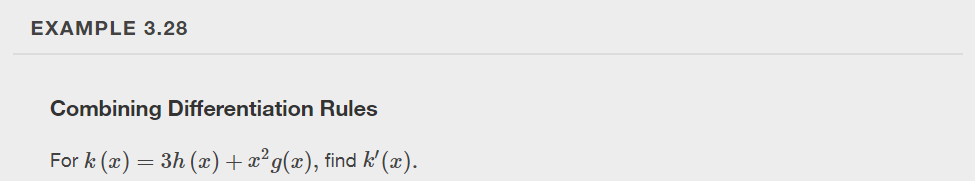 EXAMPLE 3.28
Combining Differentiation Rules
For k (x) = 3h (x) + x²g(x), find k′ (x).